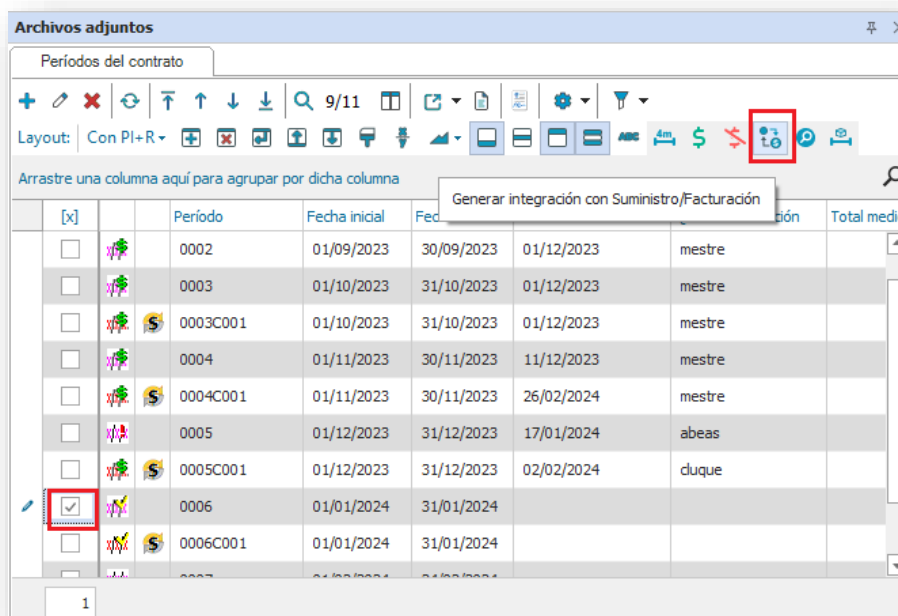 Archivos adjuntos
Períodos del contrato
9/11
Layout: Con PI+R ABC 4m
Arrastre una columna aquí para agrupar por dicha columna
Generar integración con Suministro/Facturación
[x] Período Fecha inicial
0002 01/09/2023 30/09/2023 01/12/2023 mestre
0003 01/10/2023 31/10/2023 01/12/2023 mestre
0003C001 01/10/2023 31/10/2023 01/12/2023 mestre
0004 01/11/2023 30/11/2023 11/12/2023 mestre
0004C001 01/11/2023 30/11/2023 26/02/2024 mestre
0005 01/12/2023 31/12/2023 17/01/2024 abeas
0005C001 01/12/2023 31/12/2023 02/02/2024 cluque
0006 01/01/2024 31/01/2024
0006C001 01/01/2024 31/01/2024
1